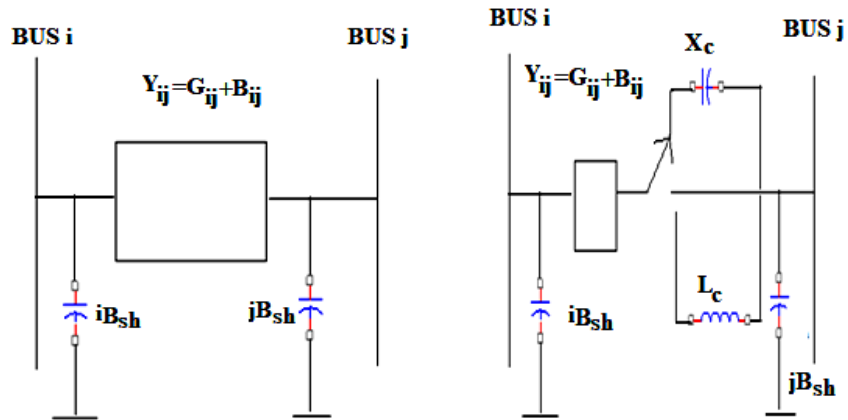 BUS i
BUS j
Yij=Gij+Bij
iBsh
jBsh
BUS i
BUS j
Xc
Yij=Gij+Bij
Lc
iBsh
jBsh